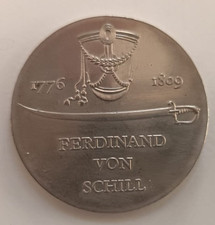 1776 1809
FERDINAND
VON
SCHILL